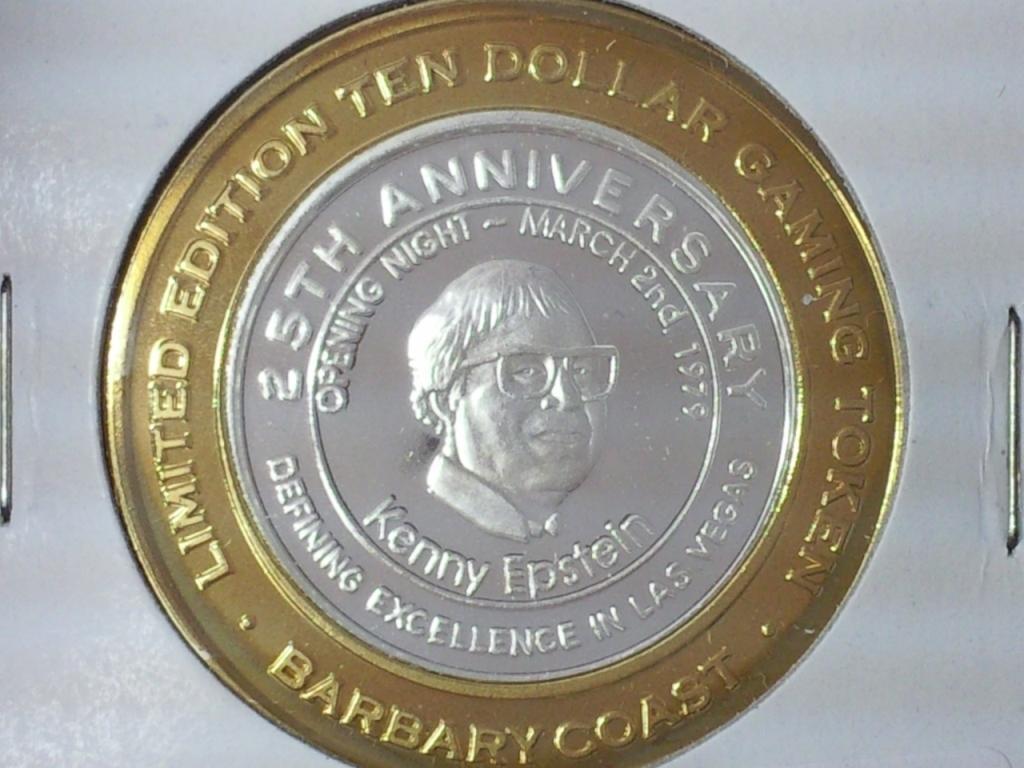 LIMITED EDITION TEN DOLLAR GAMING TOKEN
• BARBARY COAST •
25TH ANNIVERSARY
OPENING NIGHT ~ MARCH 2nd 1979
Kenny Epstein
DEFINING EXCELLENCE IN LAS VEGAS